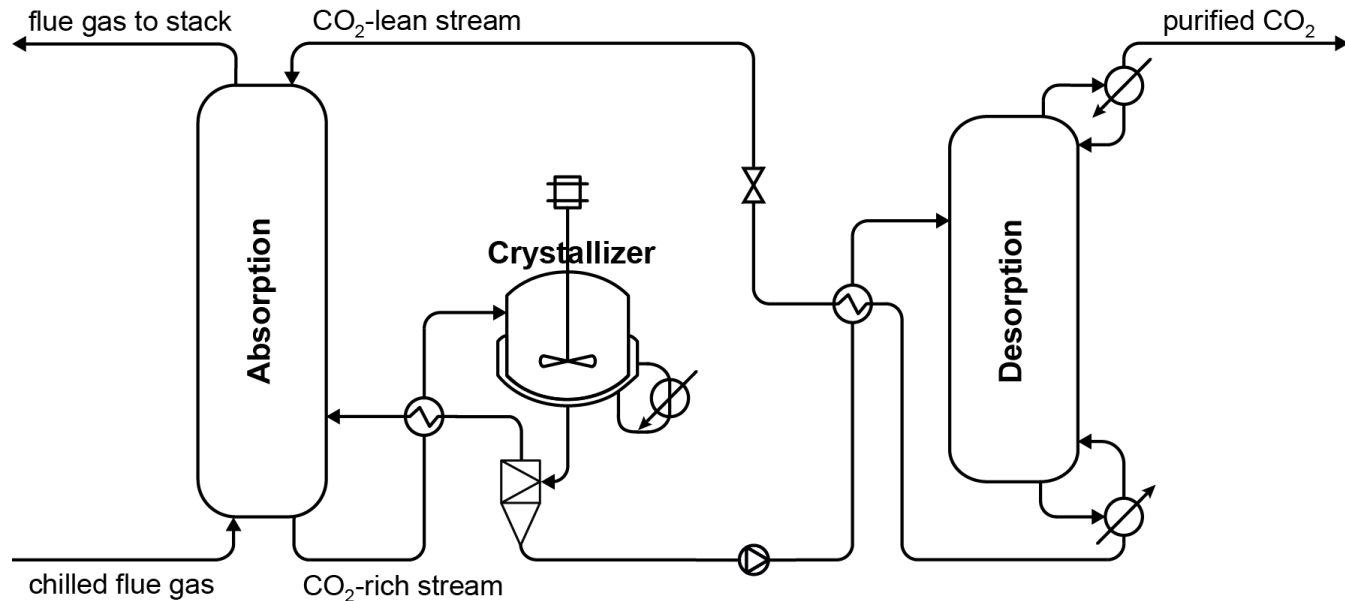 flue gas to stack
CO₂-lean stream
purified CO₂
Crystallizer
Absorption
Desorption
chilled flue gas
CO₂-rich stream